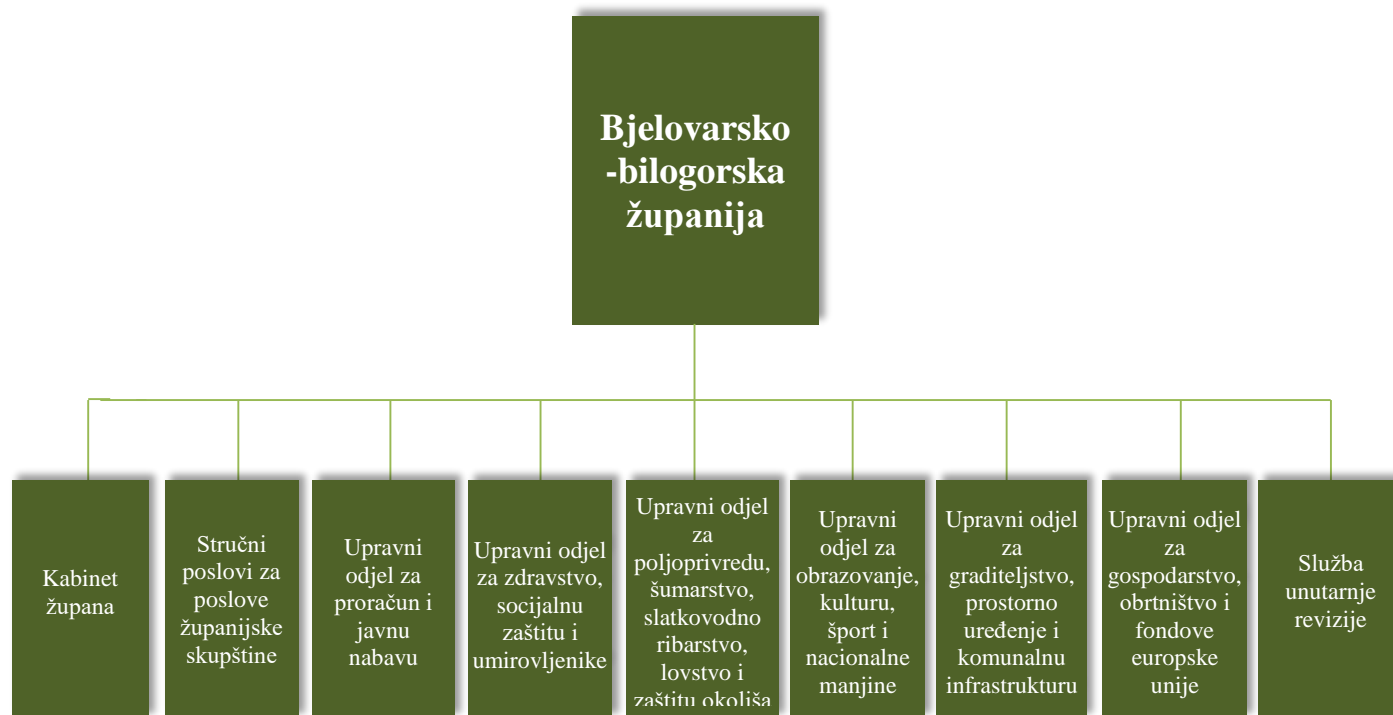 Bjelovarsko
-bilogorska
županija
Kabinet
župana
Stručni
poslovi za
poslove
županijske
skupštine
Upravni
odjel za
proračun i
javnu
nabavu
Upravni odjel
za zdravstvo,
socijalnu
zaštitu i
umirovljenike
Upravni odjel
za
poljoprivredu,
šumarstvo,
slatkovodno
ribarstvo,
lovstvo i
zaštitu okoliša
Upravni
odjel za
obrazovanje,
kulturu,
šport i
nacionalne
manjine
Upravni odjel
za
graditeljstvo,
prostorno
uređenje i
komunalnu
infrastrukturu
Upravni odjel
za
gospodarstvo,
obrtništvo i
fondove
europske
unije
Služba
unutarnje
revizije